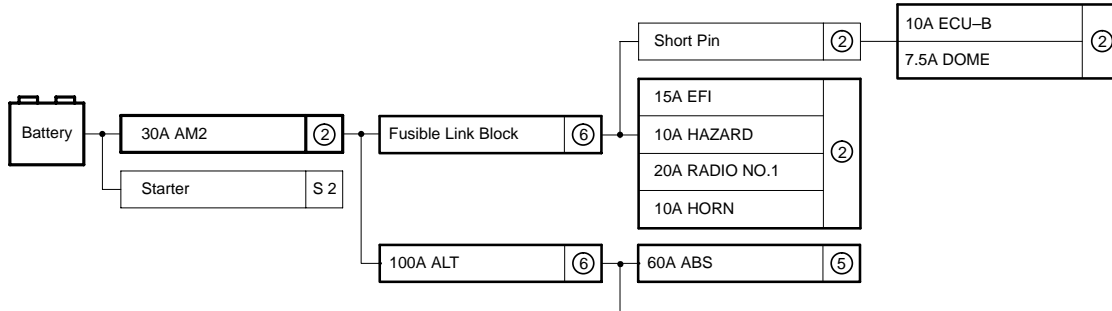 Short Pin ②
10A ECU–B ②
7.5A DOME
Battery
30A AM2 ②
Fusible Link Block ⑥
15A EFI
10A HAZARD ②
20A RADIO NO.1
10A HORN
Starter S 2
100A ALT ⑥
60A ABS ⑤